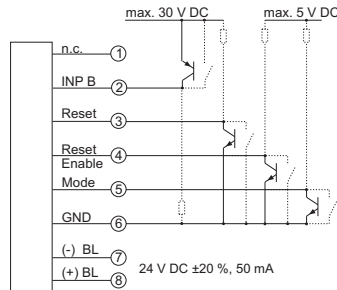 max. 30 V DC
max. 5 V DC
n.c. 1
INP B 2
Reset 3
Reset
Enable 4
Mode 5
GND 6
(-) BL 7
(+) BL 8
24 V DC ±20 %, 50 mA